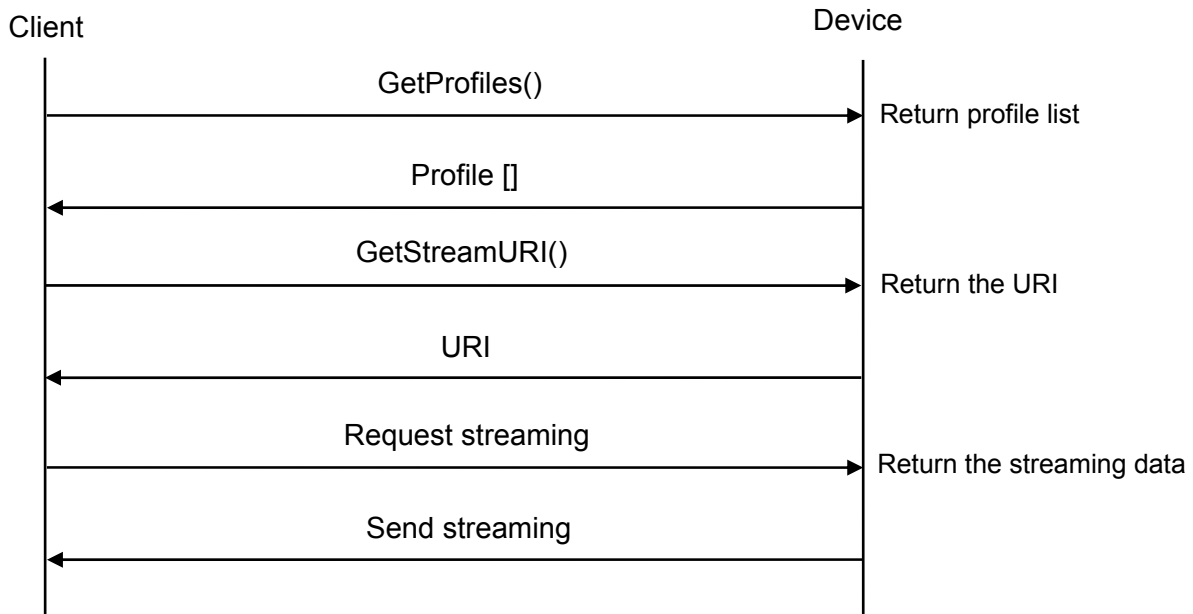 Client
Device
GetProfiles()
Return profile list
Profile []
GetStreamURI()
Return the URI
URI
Request streaming
Return the streaming data
Send streaming